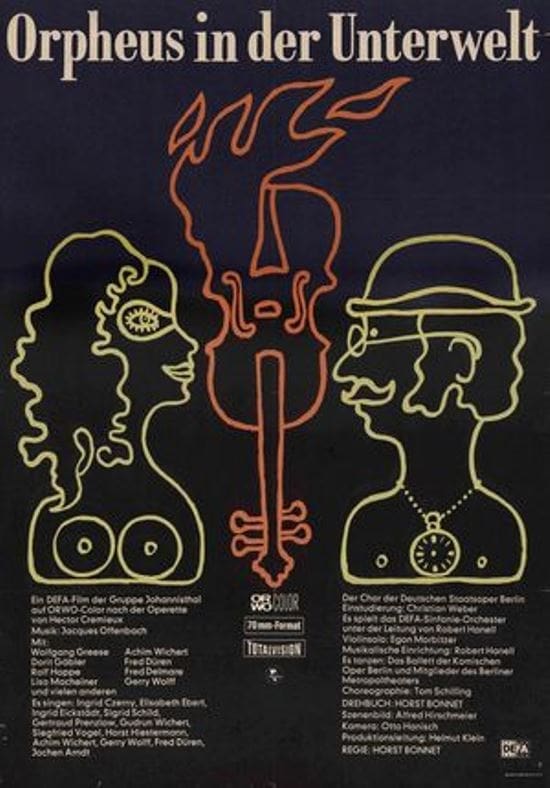 Orpheus in der Unterwelt
Ein DEFA-Film der Gruppe Johannisthal
auf ORWO-Color nach der Operette
von Hector Cremieux
Musik: Jacques Offenbach
Mit:
Wolfgang Greese Achim Wichert
Dorit Gäbler Fred Düren
Rolf Hoppe Fred Delmare
Lisa Macheiner Gerry Wolff
und vielen anderen
Es singen: Ingrid Czerny, Elisabeth Ebert,
Ingrid Eickstädt, Sigrid Schild,
Gertraud Prenzlow, Gudrun Wichert,
Siegfried Vogel, Horst Hiestermann,
Achim Wichert, Gerry Wolff, Fred Düren,
Jochen Arndt
ORWO COLOR
70mm-Format
TOTALVISION
Der Chor der Deutschen Staatsoper Berlin
Einstudierung: Christian Weber
Es spielt das DEFA-Sinfonie-Orchester
unter der Leitung von Robert Hanell
Violinsolo: Egon Morbitzer
Musikalische Einrichtung: Robert Hanell
Es tanzen: Das Ballett der Komischen
Oper Berlin und Mitglieder des Berliner
Metropoltheaters
Choreographie: Tom Schilling
DREHBUCH: HORST BONNET
Szenenbild: Alfred Hirschmeier
Kamera: Otto Hanisch
Produktionsleitung: Helmut Klein
REGIE: HORST BONNET
DEFA